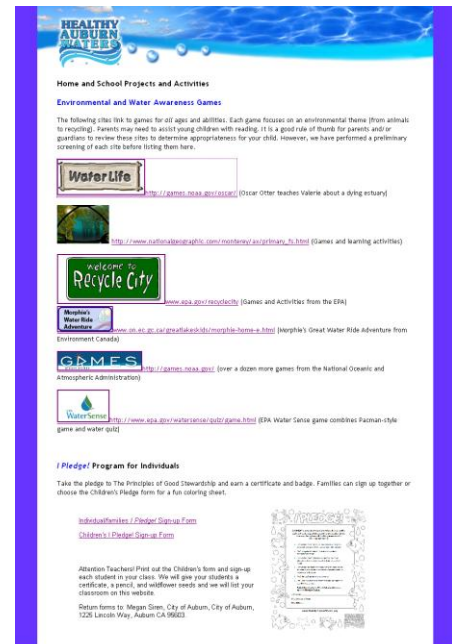 HEALTHY
AUBURN
WATERS
Home and School Projects and Activities
Environmental and Water Awareness Games
The following sites link to games for all ages and abilities. Each game focuses on an environmental theme (from animals
to recycling). Parents may need to assist young children with reading. It is a good rule of thumb for parents and/or
guardians to review these sites to determine appropriateness for your child. However, we have performed a preliminary
screening of each site before listing them here.
Water Life
http://games.noaa.gov/oscar/ (Oscar Otter teaches Valerie about a dying estuary)
http://www.nationalgeographic.com/monterey/ax/primary_fs.html (Games and learning activities)
welcome to
Recycle City
www.epa.gov/recyclecity (Games and Activities from the EPA)
Morphie's
Water Ride
Adventure
www.on.ec.gc.ca/greatlakeskids/morphie-home-e.html (Morphie's Great Water Ride Adventure from
Environment Canada)
GAMES
http://games.noaa.gov/ (over a dozen more games from the National Oceanic and
Atmospheric Administration)
WaterSense
http://www.epa.gov/watersense/quiz/game.html (EPA Water Sense game combines Pacman-style
game and water quiz)
I Pledge! Program for Individuals
Take the pledge to The Principles of Good Stewardship and earn a certificate and badge. Families can sign up together or
choose the Children's Pledge form for a fun coloring sheet.
Individual/families I Pledge! Sign-up Form
Children's I Pledge! Sign-up Form
Attention Teachers! Print out the Children's form and sign-up
each student in your class. We will give your students a
certificate, a pencil, and wildflower seeds and we will list your
classroom on this website.
Return forms to: Megan Siren, City of Auburn, City of Auburn,
1225 Lincoln Way, Auburn CA 95603.
I PLEDGE!